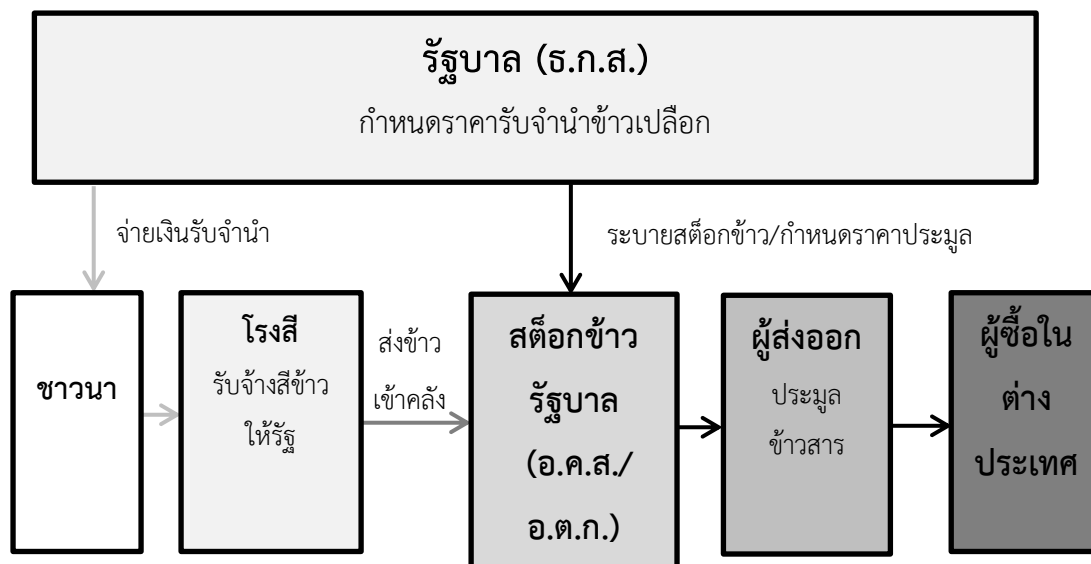 รัฐบาล (ธ.ก.ส.)
กำหนดราคารับจำนำข้าวเปลือก
จ่ายเงินรับจำนำ
ระบายสต็อกข้าว/กำหนดราคาประมูล
ชาวนา
โรงสี
รับจ้างสีข้าว
ให้รัฐ
ส่งข้าว
เข้าคลัง
สต็อกข้าว
รัฐบาล
(อ.ค.ส./
อ.ต.ก.)
ผู้ส่งออก
ประมูล
ข้าวสาร
ผู้ซื้อใน
ต่าง
ประเทศ